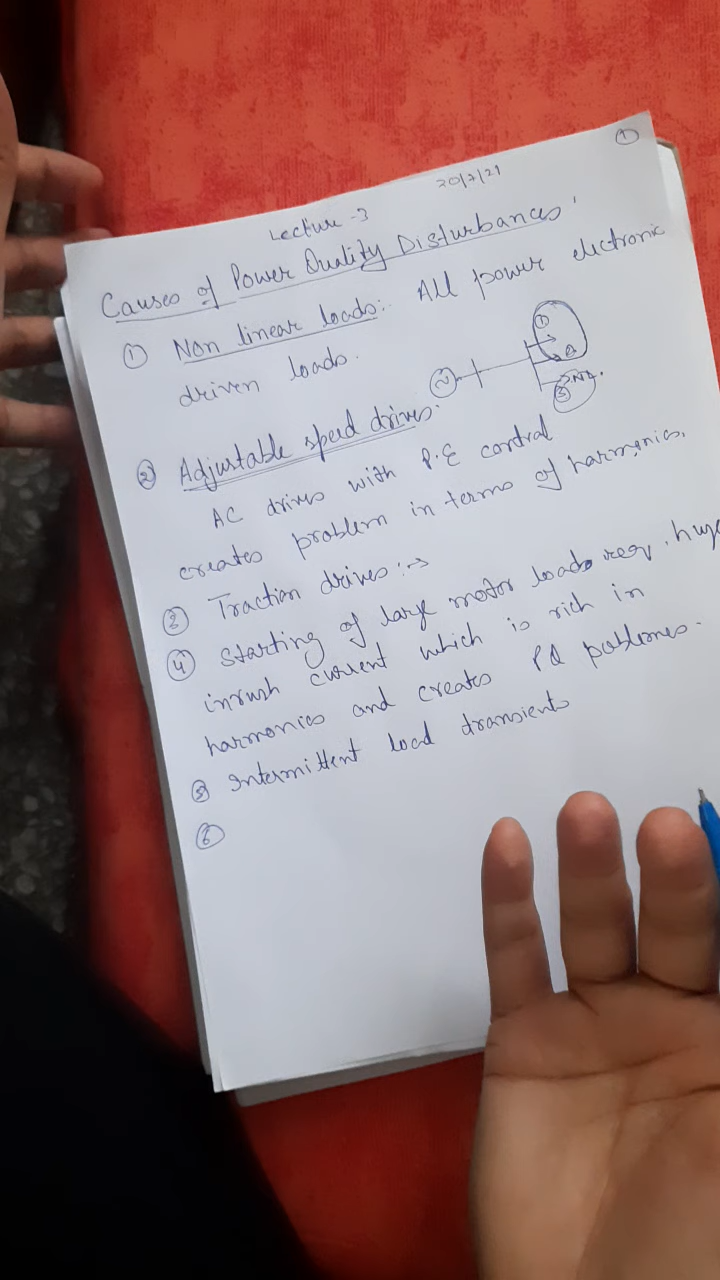 ①
20/7/21
Lecture -3
Causes of Power Quality Disturbances
① Non linear loads:. All power electronic
driven loads.
~ ① ② ③
② Adjustable speed drives.
AC drives with P.E control
creates problem in terms of harmonics.
③ Traction drives :→
④ Starting of large motor loads req. huge
inrush current which is rich in
harmonics and creates PQ poblems.
⑤ Intermittent load transients
⑥